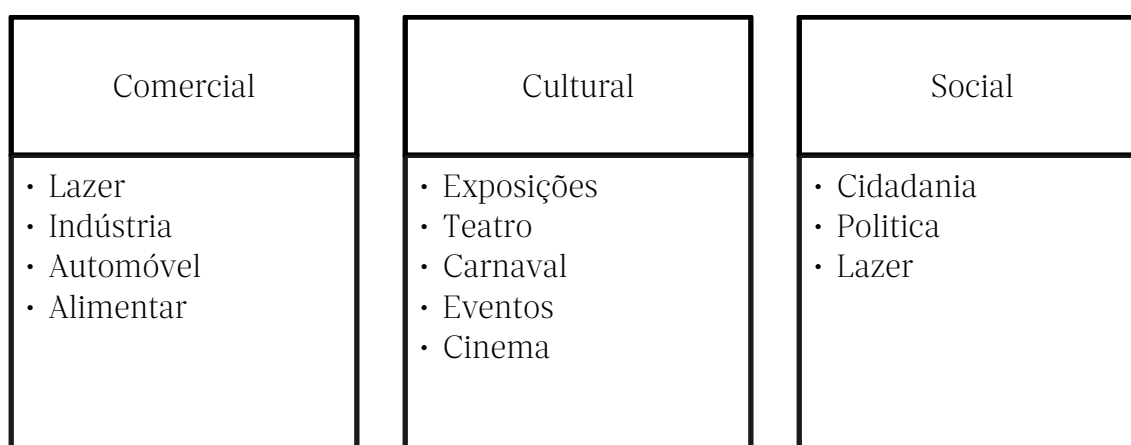 Comercial
• Lazer
• Indústria
• Automóvel
• Alimentar
Cultural
• Exposições
• Teatro
• Carnaval
• Eventos
• Cinema
Social
• Cidadania
• Politica
• Lazer